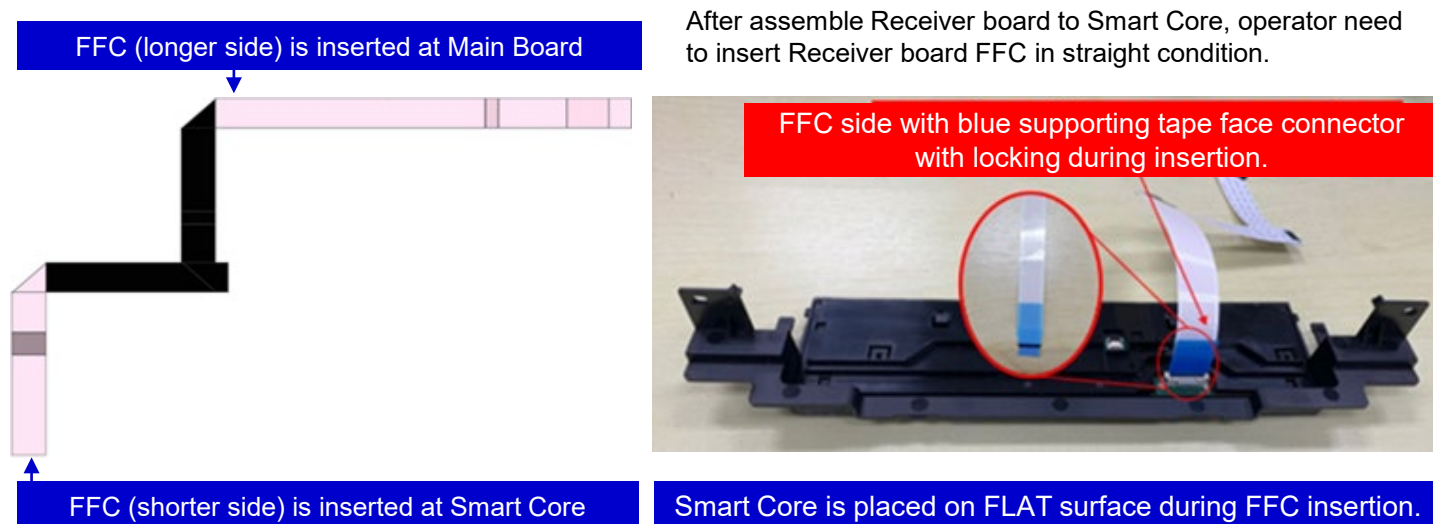 FFC (longer side) is inserted at Main Board
After assemble Receiver board to Smart Core, operator need
to insert Receiver board FFC in straight condition.
FFC side with blue supporting tape face connector
with locking during insertion.
FFC (shorter side) is inserted at Smart Core
Smart Core is placed on FLAT surface during FFC insertion.